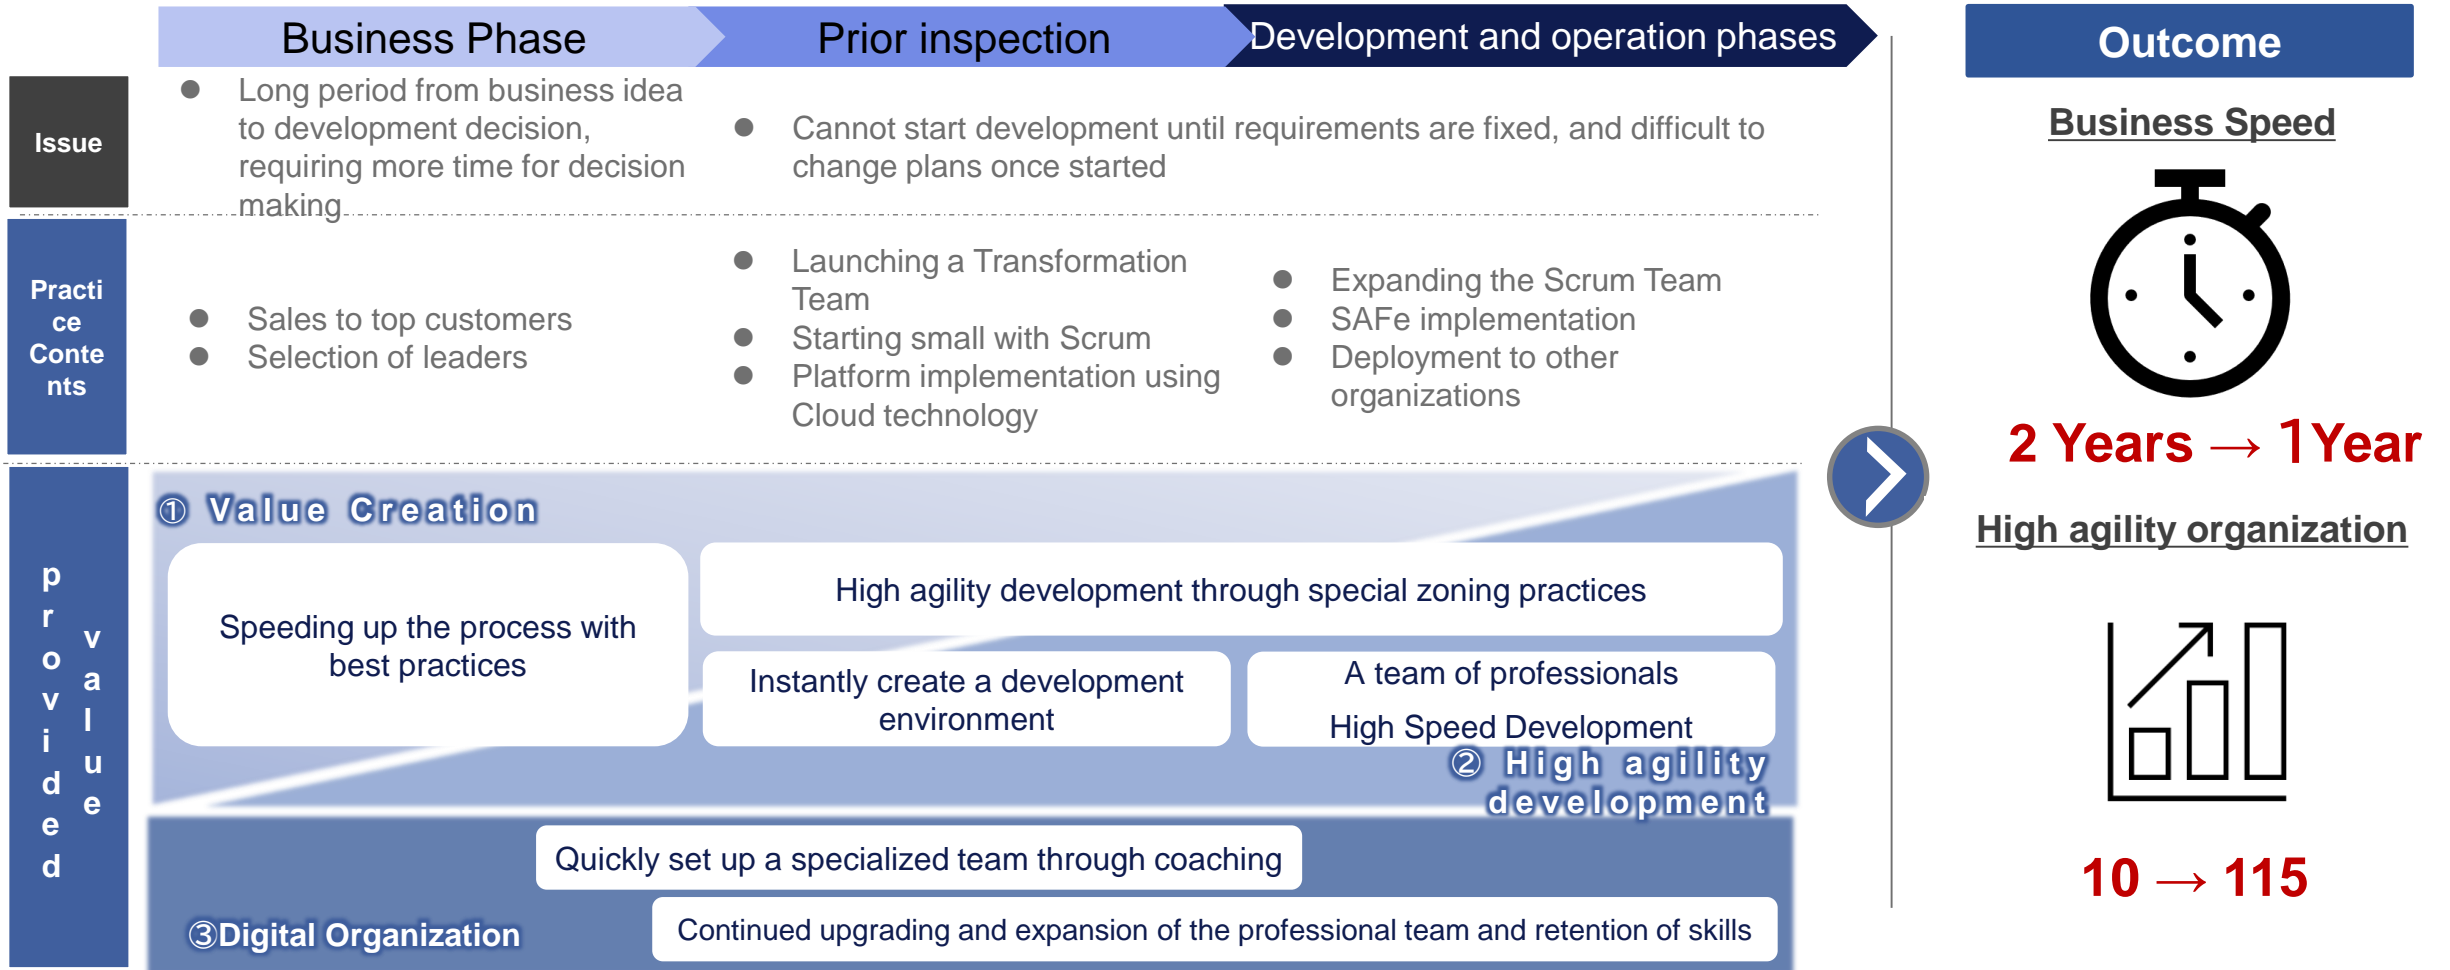 Business Phase
Prior inspection
Development and operation phases
Outcome
Issue
● Long period from business idea
to development decision,
requiring more time for decision
making
● Cannot start development until requirements are fixed, and difficult to
change plans once started
Business Speed
Practi
ce
Conte
nts
● Sales to top customers
● Selection of leaders
● Launching a Transformation
Team
● Starting small with Scrum
● Platform implementation using
Cloud technology
● Expanding the Scrum Team
● SAFe implementation
● Deployment to other
organizations
2 Years → 1Year
High agility organization
10 → 115
provided
value
① Value Creation
Speeding up the process with
best practices
High agility development through special zoning practices
Instantly create a development
environment
A team of professionals
High Speed Development
② High agility
development
Quickly set up a specialized team through coaching
③Digital Organization
Continued upgrading and expansion of the professional team and retention of skills